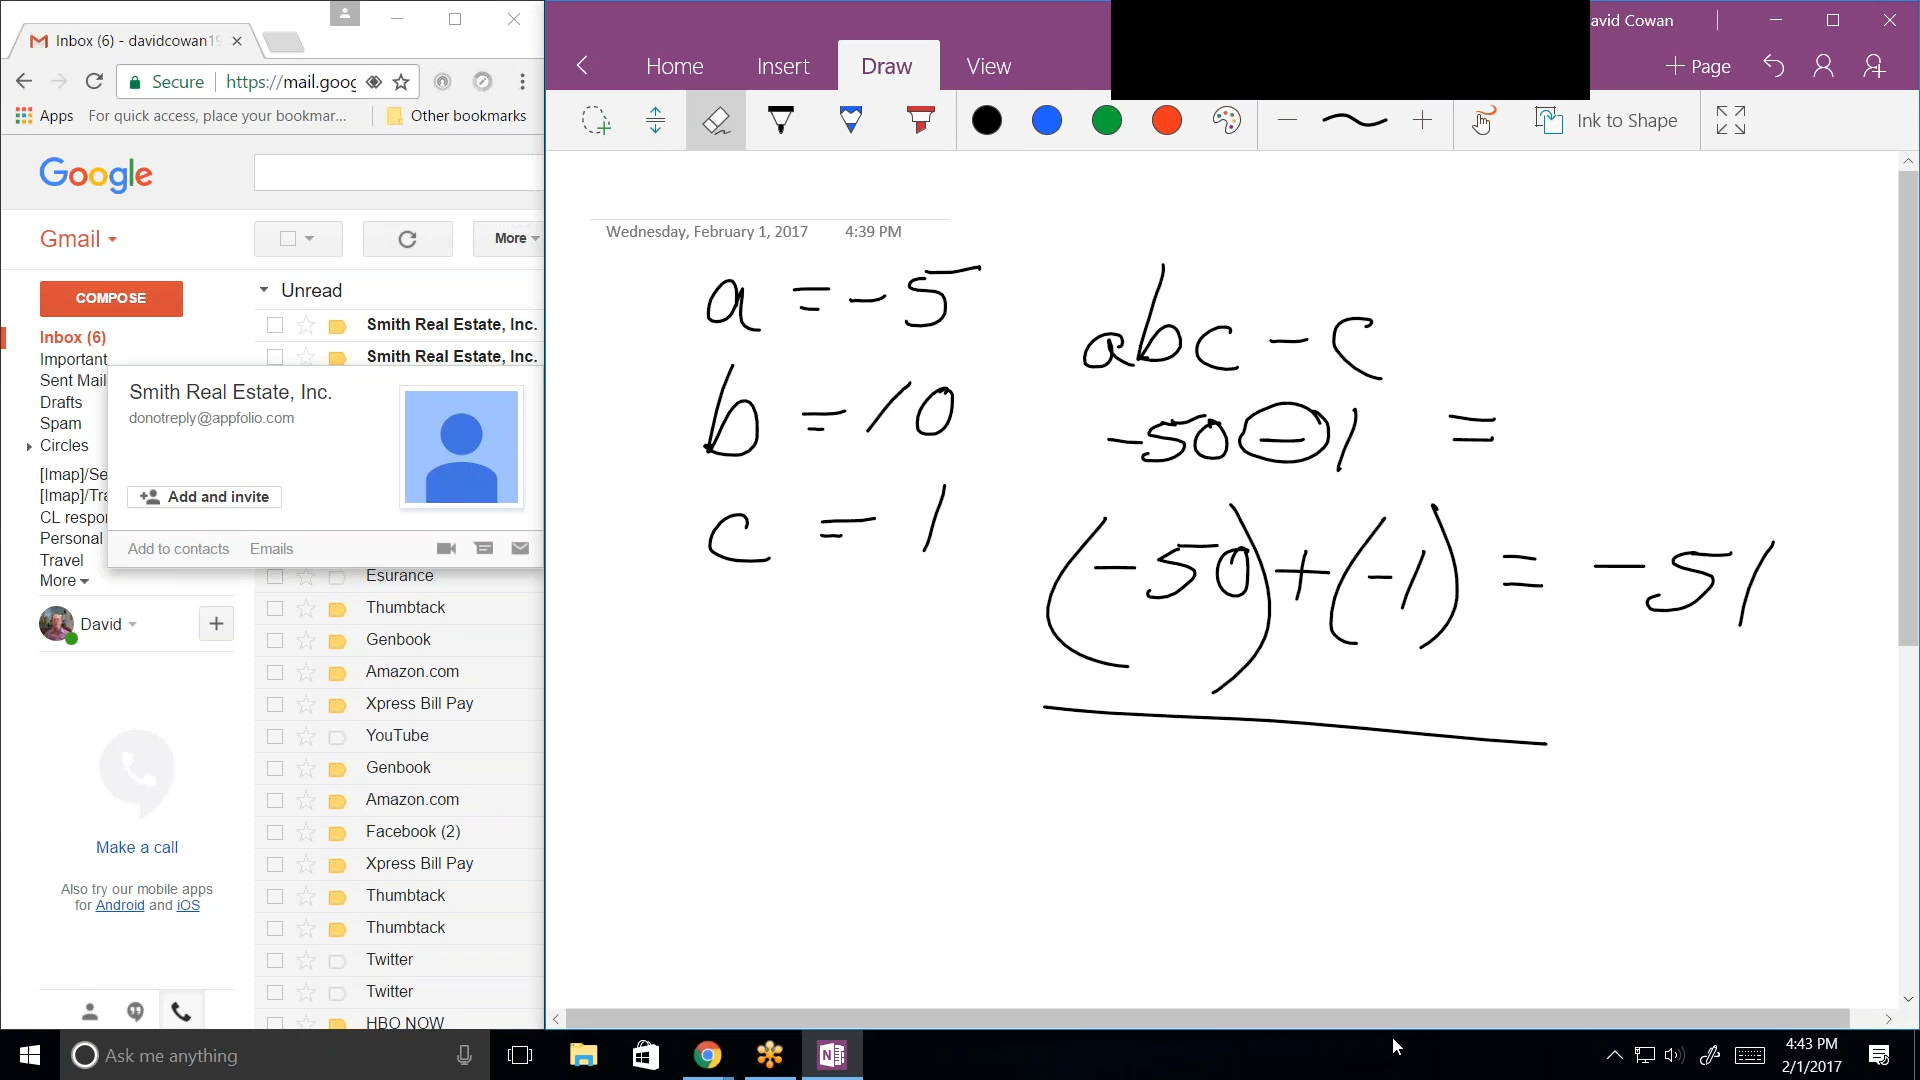 Inbox (6) - davidcowan19
Secure
https://mail.goog
Apps
For quick access, place your bookmar...
Other bookmarks
Google
Gmail
More
COMPOSE
Inbox (6)
Important
Sent Mail
Drafts
Spam
Circles
[Imap]/Se
[Imap]/Tra
CL respo
Personal
Travel
More
David
Make a call
Also try our mobile apps
for Android and iOS
Unread
Smith Real Estate, Inc.
Smith Real Estate, Inc.
Smith Real Estate, Inc.
donotreply@appfolio.com
Add and invite
Add to contacts
Emails
Esurance
Thumbtack
Genbook
Amazon.com
Xpress Bill Pay
YouTube
Genbook
Amazon.com
Facebook (2)
Xpress Bill Pay
Thumbtack
Thumbtack
Twitter
Twitter
HBO NOW
avid Cowan
Home
Insert
Draw
View
Page
Ink to Shape
Wednesday, February 1, 2017 4:39 PM
a = -5
b = 10
c = 1
abc - c
-50 - 1 =
(-50) + (-1) = -51
Ask me anything
4:43 PM
2/1/2017